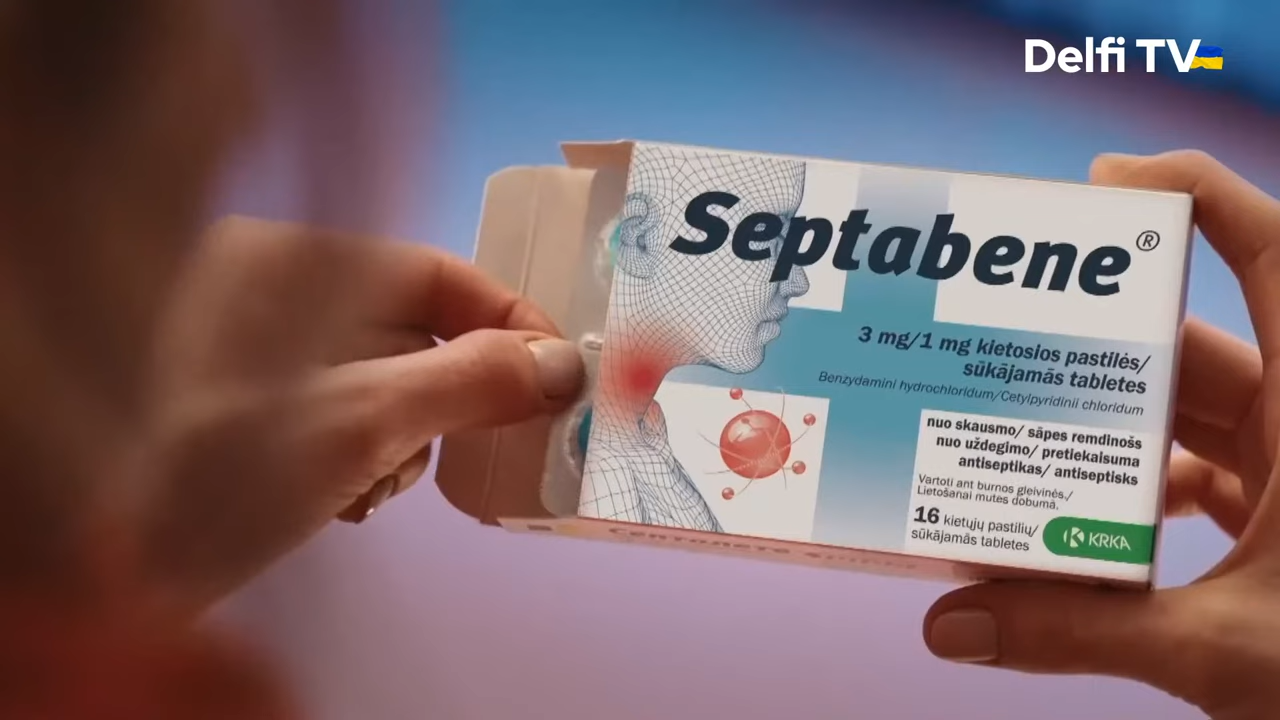 Delfi TV
Septabene®
3 mg/1 mg kietosios pastilės/
sūkājamās tabletes
Benzydamini hydrochloridum/Cetylpyridinii chloridum
nuo skausmo/ sāpes remdinošs
nuo uždegimo/ pretiekaisuma
antiseptikas/ antiseptisks
Vartoti ant burnos gleivinės./
Lietošanai mutes dobumā.
16 kietųjų pastilių/
sūkājamās tabletes
KRKA